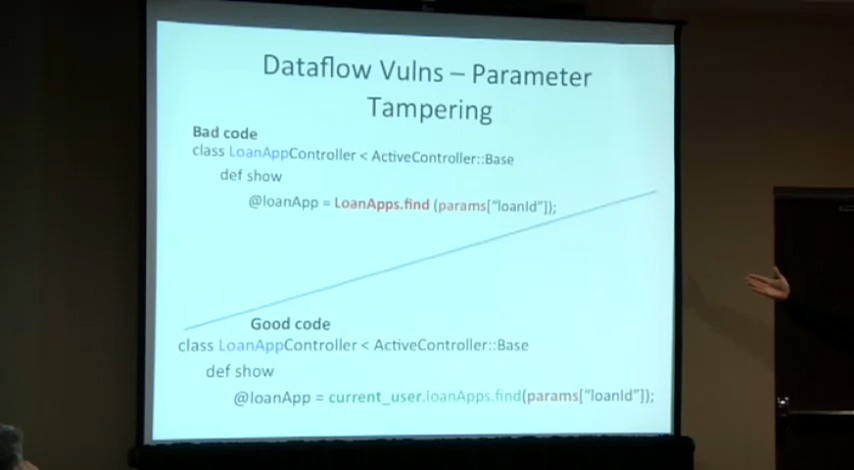 Dataflow Vulns – Parameter
Tampering
Bad code
class LoanAppController < ActiveController::Base
def show
@loanApp = LoanApps.find (params["loanId"]);
Good code
class LoanAppController < ActiveController::Base
def show
@loanApp = current_user.loanApps.find(params["loanId"]);